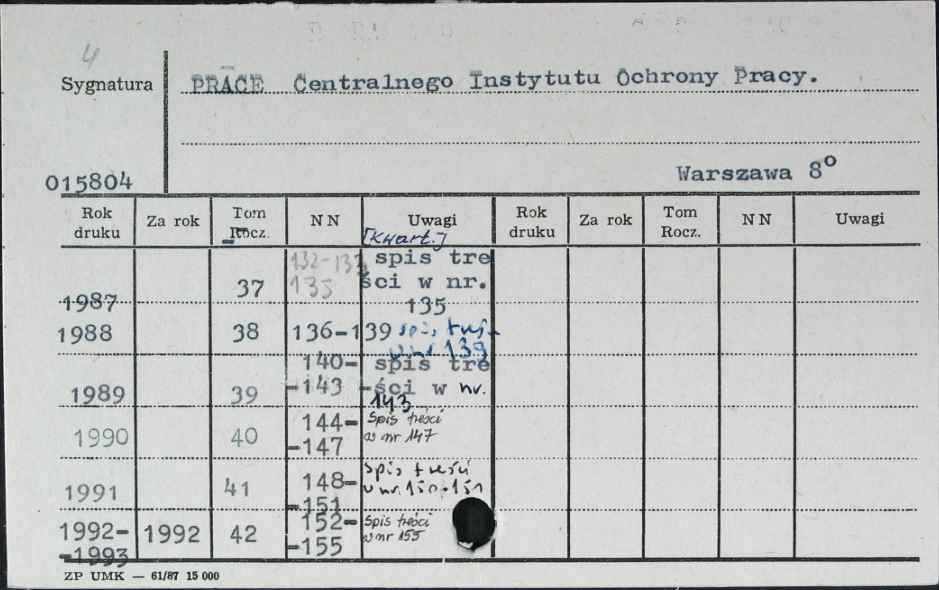 4
Sygnatura
PRACE Centralnego Instytutu Ochrony Pracy.
015804
Warszawa 8°
Rok druku Za rok Tom Rocz. NN Uwagi Rok druku Za rok Tom Rocz. NN Uwagi
[Kwart.]
1987 37 132-133 135 spis treści w nr. 135
1988 38 136-139 spis treś. w nr 139
1989 39 140--143 spis tre-ści w nr. 143
1990 40 144--147 Spis treści w nr 147
1991 41 148--151 spis treści w nr. 150-151
1992--1993 1992 42 152--155 Spis treści w nr 155
ZP UMK — 61/87 15 000